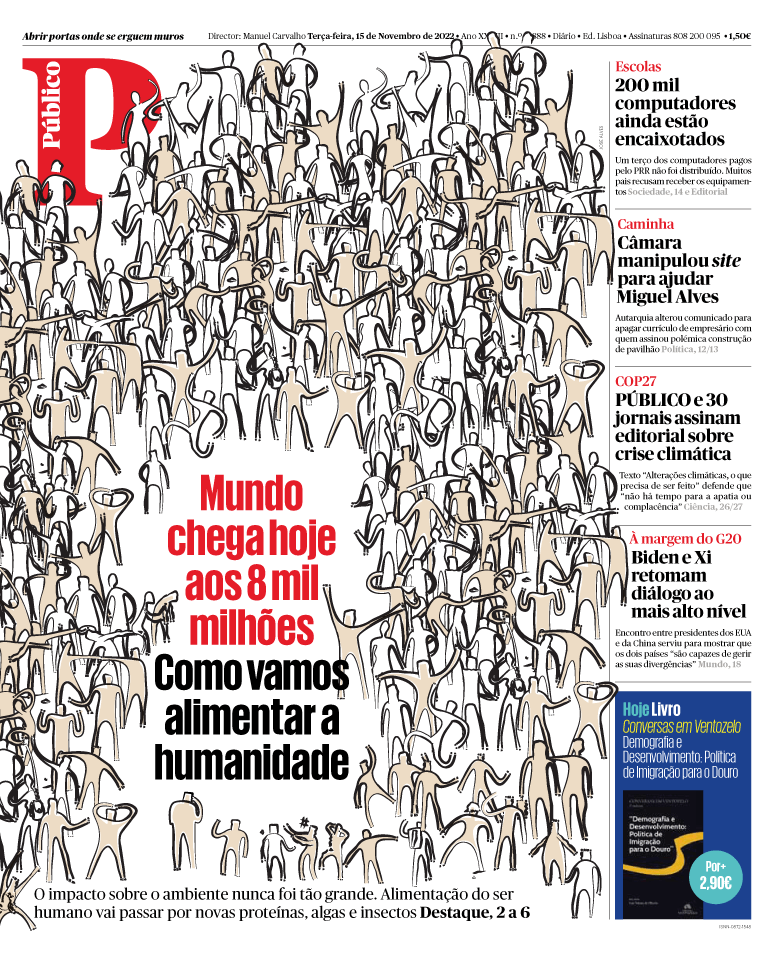 Abrir portas onde se erguem muros
Director: Manuel Carvalho Terça-feira, 15 de Novembro de 2022 • Ano • n.º • Diário • Ed. Lisboa • Assinaturas 808 200 095 • 1,50€
Público
P
Mundo
chega hoje
aos 8 mil
milhões
Como vamos
alimentar a
humanidade
O impacto sobre o ambiente nunca foi tão grande. Alimentação do ser
humano vai passar por novas proteínas, algas e insectos Destaque, 2 a 6
Escolas
200 mil
computadores
ainda estão
encaixotados
Um terço dos computadores pagos
pelo PRR não foi distribuído. Muitos
pais recusam receber os equipamen-
tos Sociedade, 14 e Editorial
Caminha
Câmara
manipulou site
para ajudar
Miguel Alves
Autarquia alterou comunicado para
apagar currículo de empresário com
quem assinou polémica construção
de pavilhão Política, 12/13
COP27
PÚBLICO e 30
jornais assinam
editorial sobre
crise climática
Texto “Alterações climáticas, o que
precisa de ser feito” defende que
“não há tempo para a apatia ou
complacência” Ciência, 26/27
À margem do G20
Biden e Xi
retomam
diálogo ao
mais alto nível
Encontro entre presidentes dos EUA
e da China serviu para mostrar que
os dois países “são capazes de gerir
as suas divergências” Mundo, 18
Hoje Livro
Conversas em Ventozelo
Demografia e
Desenvolvimento: Política
de Imigração para o Douro
"Demografia e
Desenvolvimento:
Política de
Imigração
para o Douro"
Por+
2,90€